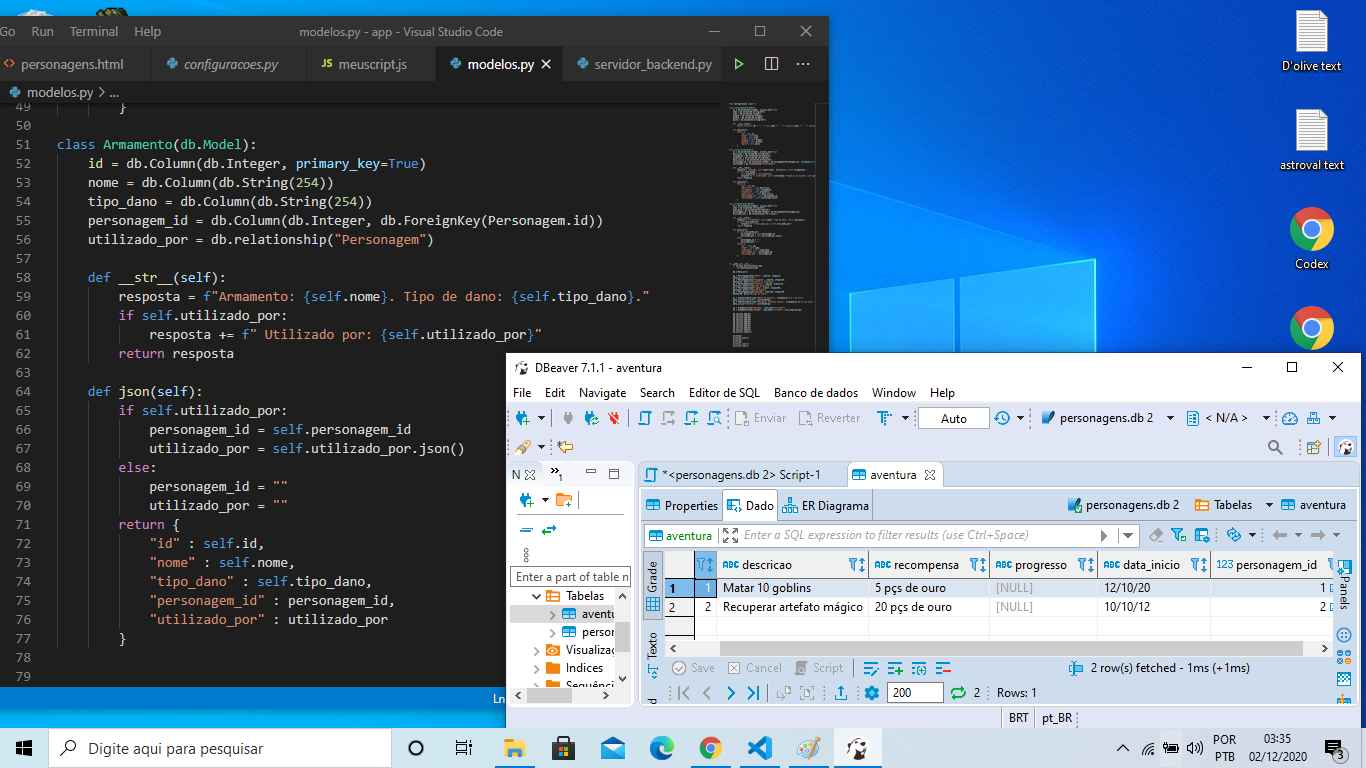 Go Run Terminal Help modelos.py - app - Visual Studio Code
personagens.html configuracoes.py JS meuscript.js modelos.py servidor_backend.py
modelos.py > ...
49 }
50
51 class Armamento(db.Model):
52 id = db.Column(db.Integer, primary_key=True)
53 nome = db.Column(db.String(254))
54 tipo_dano = db.Column(db.String(254))
55 personagem_id = db.Column(db.Integer, db.ForeignKey(Personagem.id))
56 utilizado_por = db.relationship("Personagem")
57
58 def __str__(self):
59 resposta = f"Armamento: {self.nome}. Tipo de dano: {self.tipo_dano}."
60 if self.utilizado_por:
61 resposta += f" Utilizado por: {self.utilizado_por}"
62 return resposta
63
64 def json(self):
65 if self.utilizado_por:
66 personagem_id = self.personagem_id
67 utilizado_por = self.utilizado_por.json()
68 else:
69 personagem_id = ""
70 utilizado_por = ""
71 return {
72 "id" : self.id,
73 "nome" : self.nome,
74 "tipo_dano" : self.tipo_dano,
75 "personagem_id" : personagem_id,
76 "utilizado_por" : utilizado_por
77 }
78
79
Ln
D'olive text
astroval text
Codex
DBeaver 7.1.1 - aventura
File Edit Navigate Search Editor de SQL Banco de dados Window Help
Enviar Reverter Auto personagens.db 2 < N/A >
N »1
*<personagens.db 2> Script-1 aventura
Properties Dado ER Diagrama personagens.db 2 Tabelas aventura
aventura Enter a SQL expression to filter results (use Ctrl+Space)
Enter a part of table n
Tabelas
aventu
person
Visualizaç
Indices
Sequênci
Grade
Texto
Panels
ABC descricao ABC recompensa ABC progresso ABC data_inicio 123 personagem_id
1 1 Matar 10 goblins 5 pçs de ouro [NULL] 12/10/20 1
2 2 Recuperar artefato mágico 20 pçs de ouro [NULL] 10/10/12 2
Save Cancel Script 2 row(s) fetched - 1ms (+1ms)
200 2 Rows: 1
BRT pt_BR
Digite aqui para pesquisar
POR
PTB
03:35
02/12/2020
3